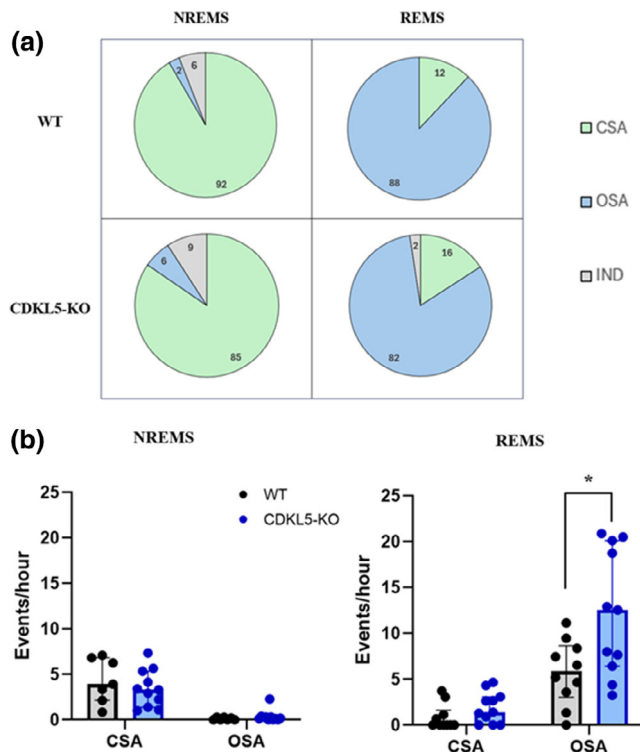 NREMS REMS
(a)
WT
2 6
92
12
88
CSA
OSA
IND
CDKL5-KO
6 9
85
2 16
82
(b)
NREMS REMS
WT
CDKL5-KO
Events/hour
25
20
15
10
5
0
CSA OSA
*
Events/hour
25
20
15
10
5
0
CSA OSA